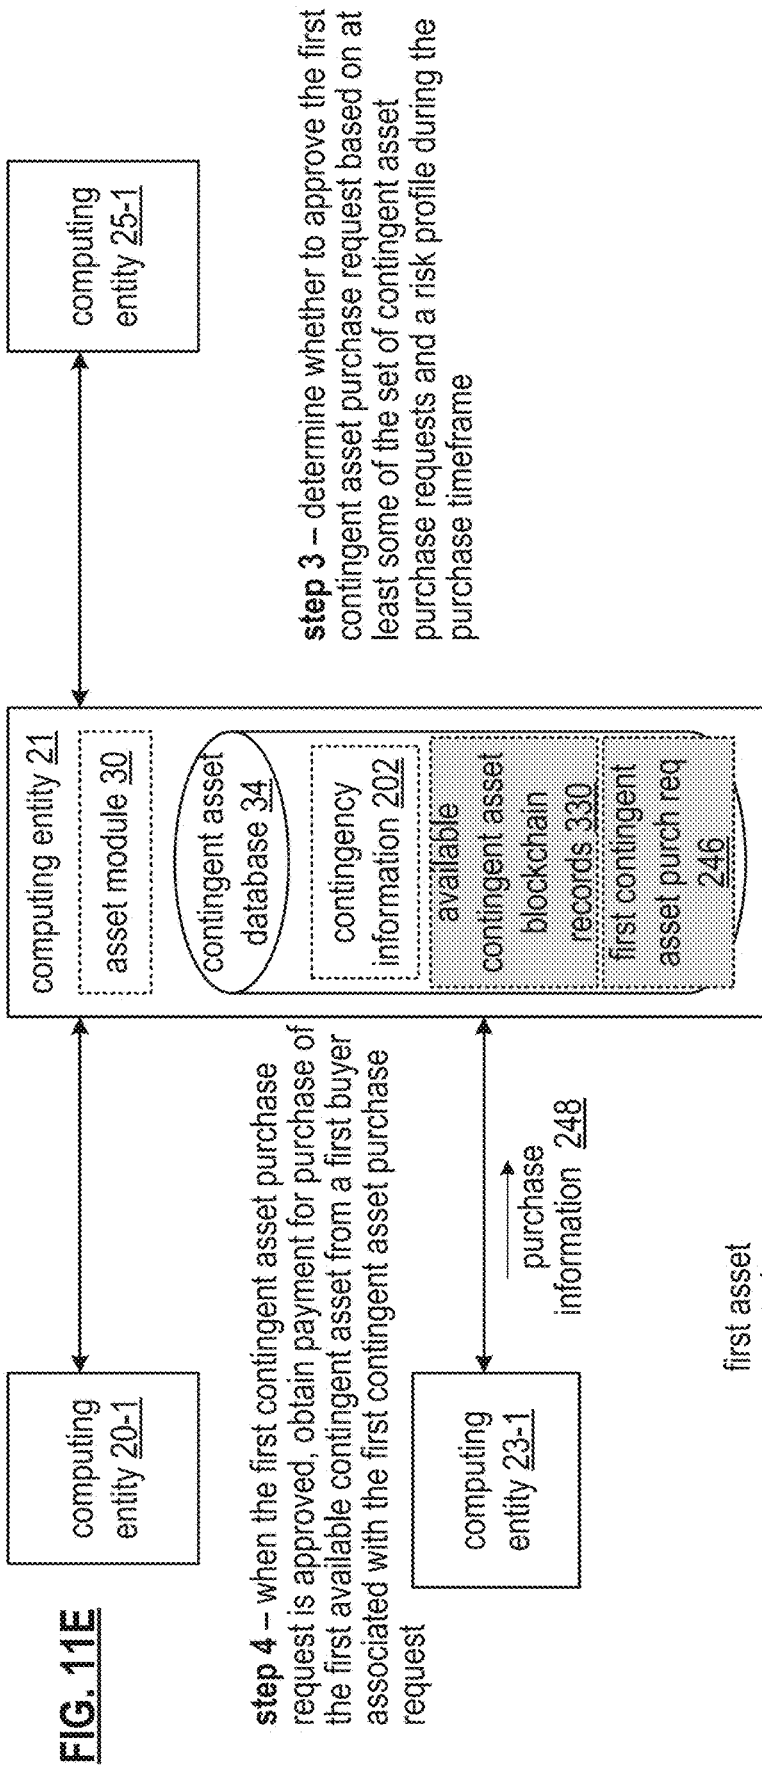 FIG. 11E
computing
entity 20-1
computing entity 21
asset module 30
computing
entity 25-1
step 4 – when the first contingent asset purchase
request is approved, obtain payment for purchase of
the first available contingent asset from a first buyer
associated with the first contingent asset purchase
request
contingent asset
database 34
contingency
information 202
available
contingent asset
blockchain
records 330
first contingent
asset purch req
246
step 3 – determine whether to approve the first
contingent asset purchase request based on at
least some of the set of contingent asset
purchase requests and a risk profile during the
purchase timeframe
computing
entity 23-1
purchase
information 248
first asset